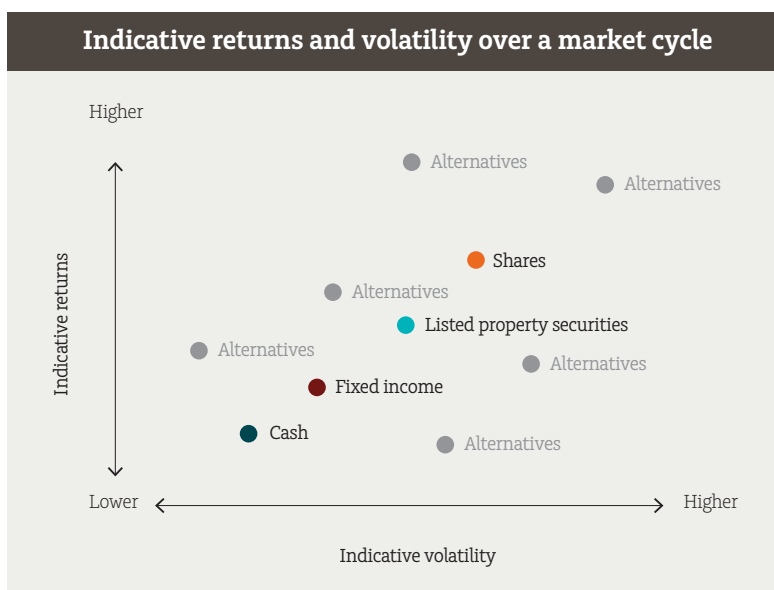 Indicative returns and volatility over a market cycle
Higher
Alternatives
Alternatives
Shares
Alternatives
Listed property securities
Alternatives
Alternatives
Fixed income
Cash
Alternatives
Indicative returns
Lower
Higher
Indicative volatility